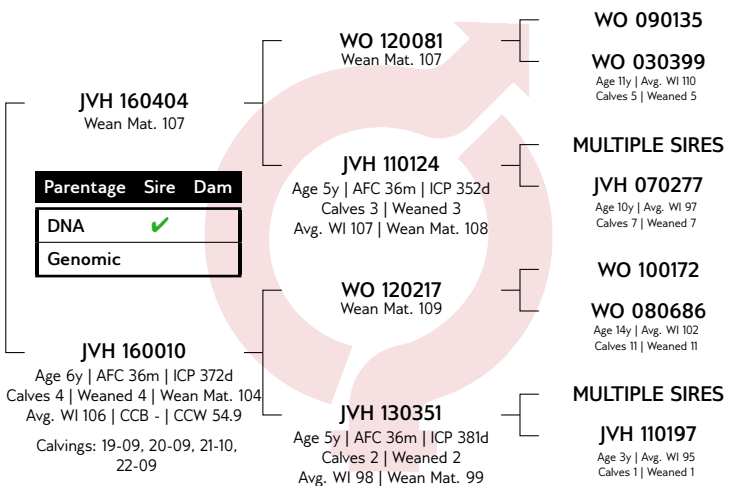 WO 090135
WO 120081
Wean Mat. 107
WO 030399
Age 11y | Avg. WI 110
Calves 5 | Weaned 5
JVH 160404
Wean Mat. 107
MULTIPLE SIRES
JVH 110124
Age 5y | AFC 36m | ICP 352d
Calves 3 | Weaned 3
Avg. WI 107 | Wean Mat. 108
JVH 070277
Age 10y | Avg. WI 97
Calves 7 | Weaned 7
Parentage Sire Dam
DNA ✔
Genomic
WO 100172
WO 120217
Wean Mat. 109
WO 080686
Age 14y | Avg. WI 102
Calves 11 | Weaned 11
JVH 160010
Age 6y | AFC 36m | ICP 372d
Calves 4 | Weaned 4 | Wean Mat. 104
Avg. WI 106 | CCB - | CCW 54.9
Calvings: 19-09, 20-09, 21-10,
22-09
MULTIPLE SIRES
JVH 130351
Age 5y | AFC 36m | ICP 381d
Calves 2 | Weaned 2
Avg. WI 98 | Wean Mat. 99
JVH 110197
Age 3y | Avg. WI 95
Calves 1 | Weaned 1